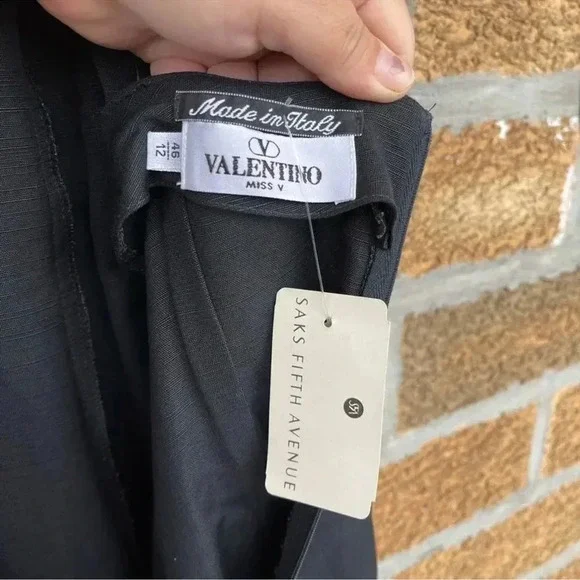 Made in Italy
V
VALENTINO
MISS V
46
12
SAKS FIFTH AVENUE